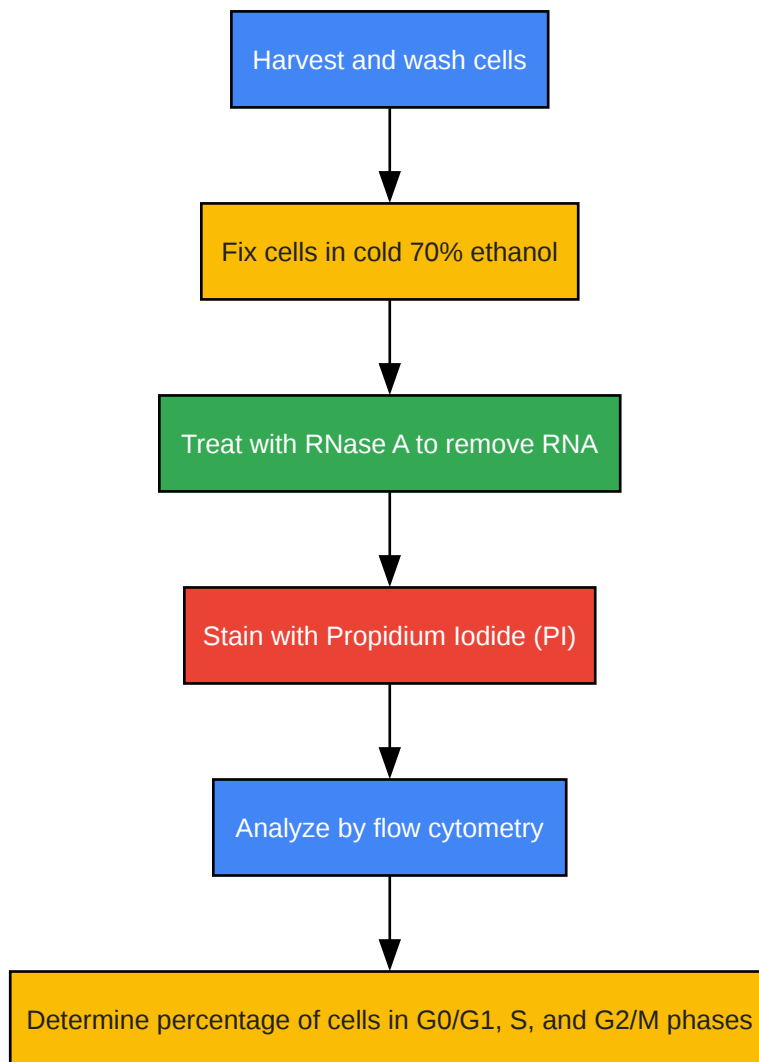 Harvest and wash cells
Fix cells in cold 70% ethanol
Treat with RNase A to remove RNA
Stain with Propidium Iodide (PI)
Analyze by flow cytometry
Determine percentage of cells in G0/G1, S, and G2/M phases